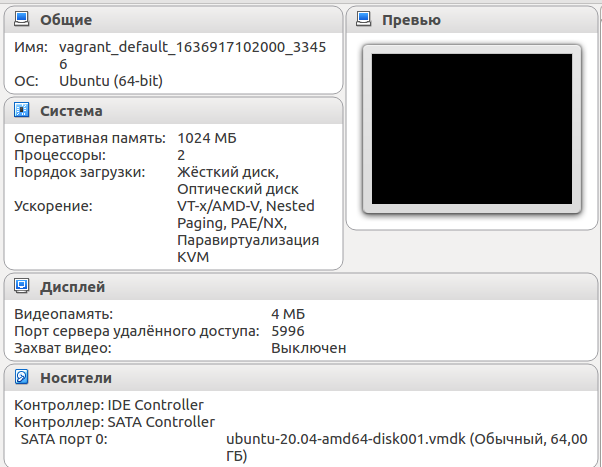 Общие
Имя: vagrant_default_1636917102000_3345
6
ОС: Ubuntu (64-bit)
Превью
Система
Оперативная память: 1024 МБ
Процессоры: 2
Порядок загрузки: Жёсткий диск,
Оптический диск
Ускорение: VT-x/AMD-V, Nested
Paging, PAE/NX,
Паравиртуализация
KVM
Дисплей
Видеопамять: 4 МБ
Порт сервера удалённого доступа: 5996
Захват видео: Выключен
Носители
Контроллер: IDE Controller
Контроллер: SATA Controller
SATA порт 0: ubuntu-20.04-amd64-disk001.vmdk (Обычный, 64,00
ГБ)